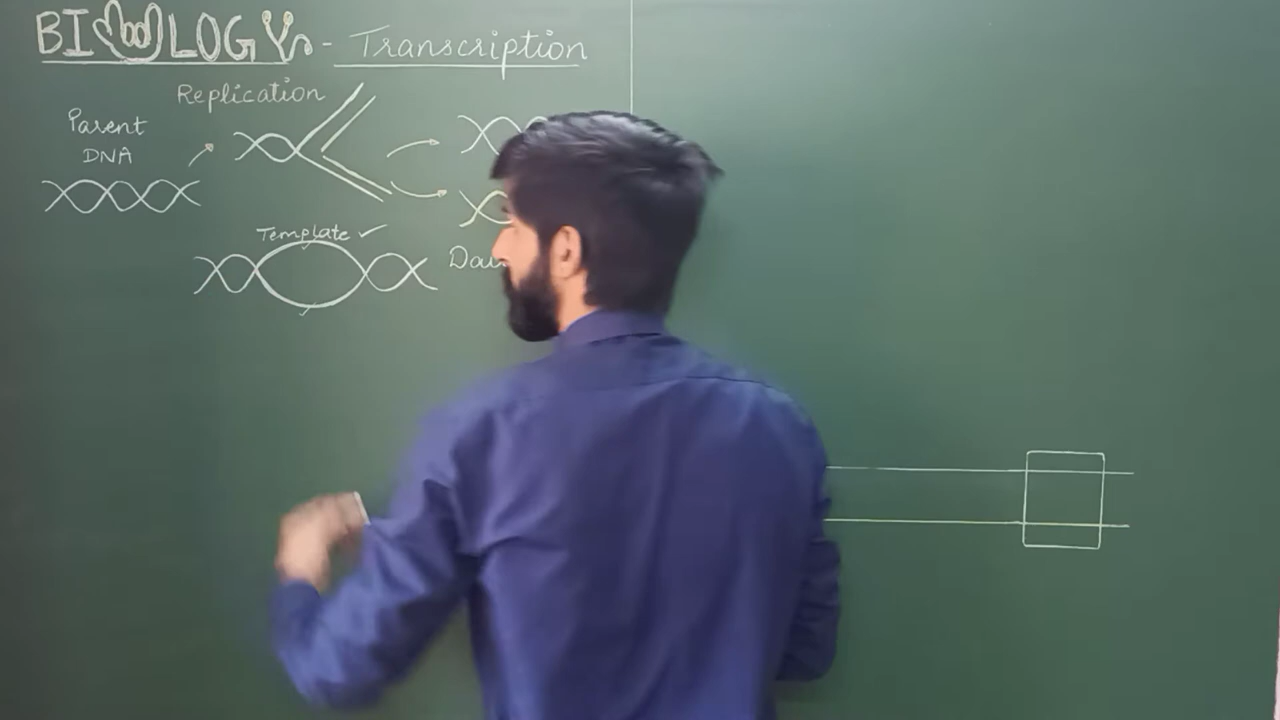 BIOLOGY - Transcription
Replication
Parent
DNA
Template ✓